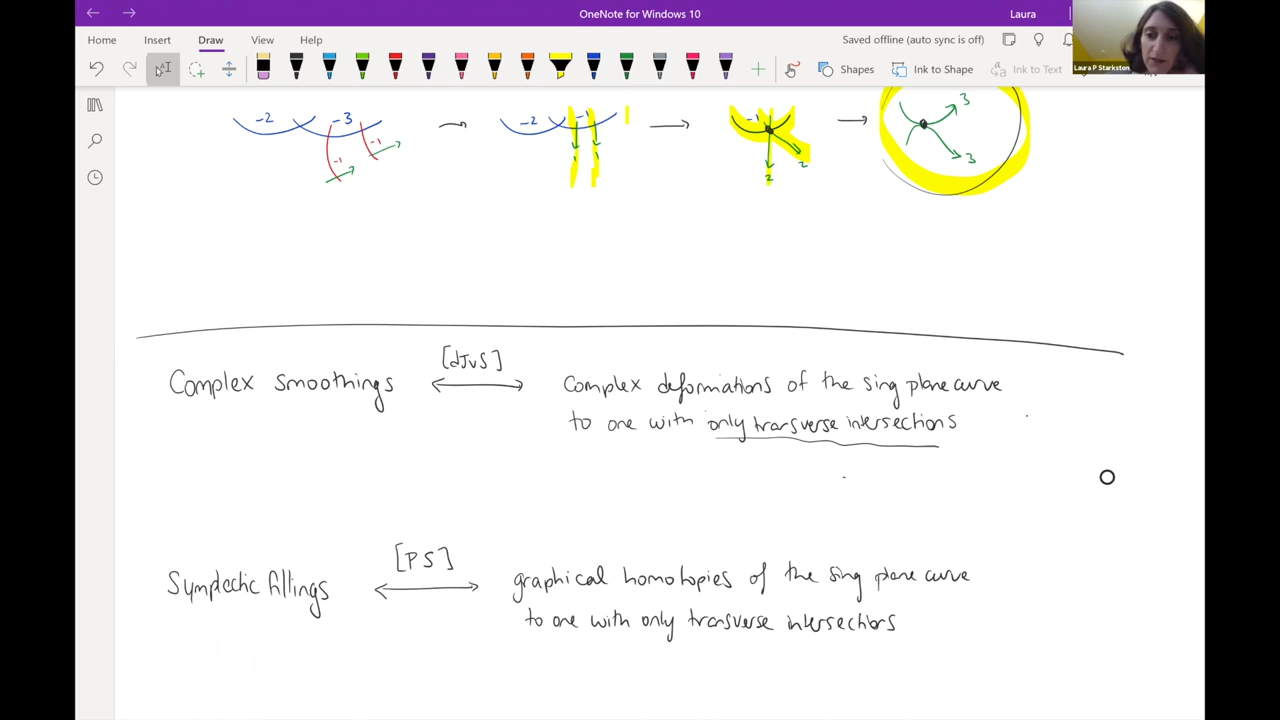 OneNote for Windows 10
Laura
Home Insert Draw View Help
Saved offline (auto sync is off)
Shapes Ink to Shape Ink to Text
Laura P Starkston
-2 -3 -1 -1
-2 -1 1 1
-1 2 2
3 3
Complex smoothings [dJvS] Complex deformations of the sing plane curve
to one with only transverse intersections
Symplectic fillings [PS] graphical homotopies of the sing plane curve
to one with only transverse intersections